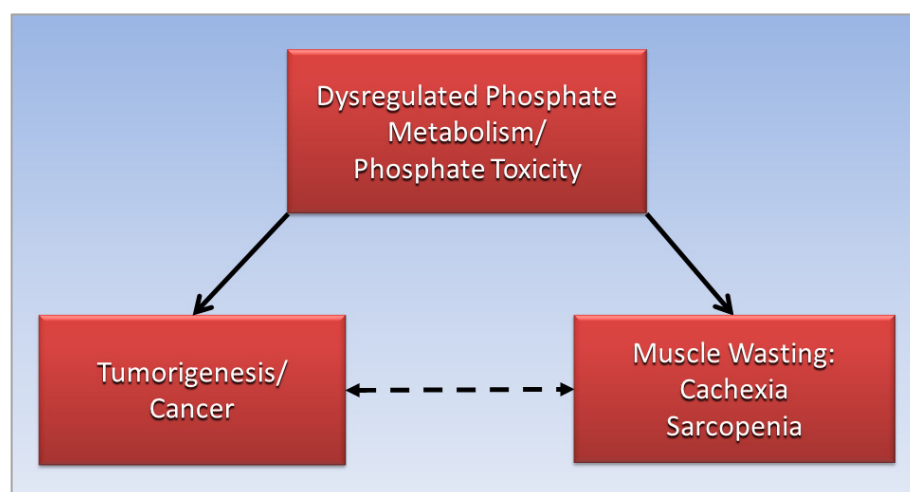 Dysregulated Phosphate
Metabolism/
Phosphate Toxicity
Tumorigenesis/
Cancer
Muscle Wasting:
Cachexia
Sarcopenia